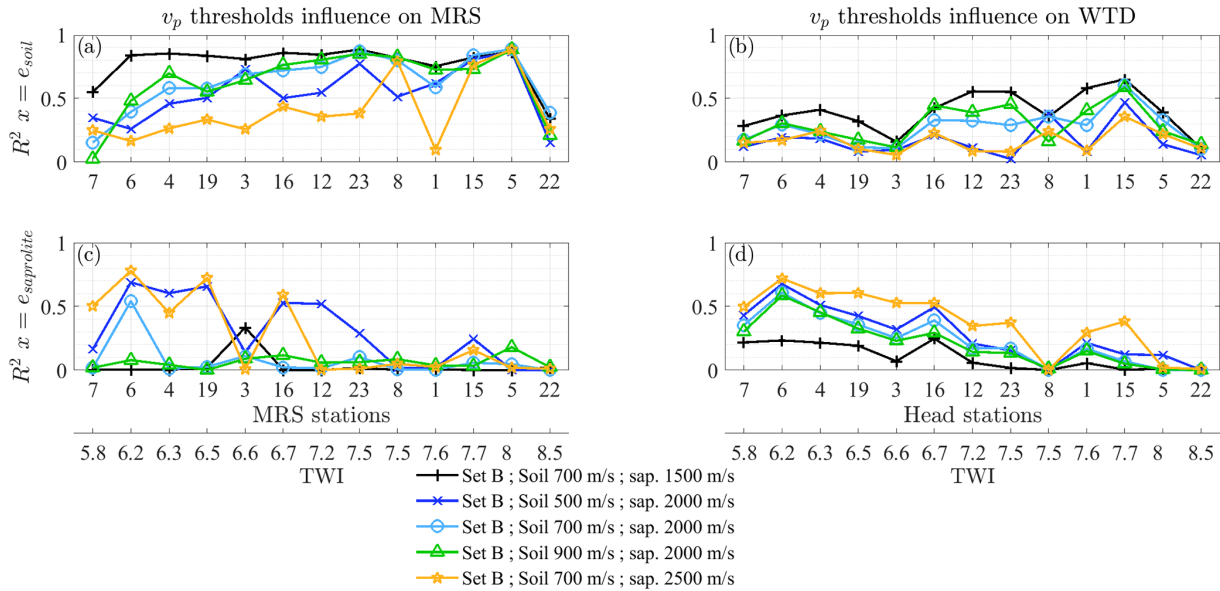 v_p thresholds influence on MRS
v_p thresholds influence on WTD
(a)
R² x = e_soil
1
0.5
0
7 6 4 19 3 16 12 23 8 1 15 5 22
(b)
1
0.5
0
7 6 4 19 3 16 12 23 8 1 15 5 22
(c)
R² x = e_saprolite
1
0.5
0
7 6 4 19 3 16 12 23 8 1 15 5 22
MRS stations
(d)
1
0.5
0
7 6 4 19 3 16 12 23 8 1 15 5 22
Head stations
5.8 6.2 6.3 6.5 6.6 6.7 7.2 7.5 7.5 7.6 7.7 8 8.5
TWI
5.8 6.2 6.3 6.5 6.6 6.7 7.2 7.5 7.5 7.6 7.7 8 8.5
TWI
Set B ; Soil 700 m/s ; sap. 1500 m/s
Set B ; Soil 500 m/s ; sap. 2000 m/s
Set B ; Soil 700 m/s ; sap. 2000 m/s
Set B ; Soil 900 m/s ; sap. 2000 m/s
Set B ; Soil 700 m/s ; sap. 2500 m/s